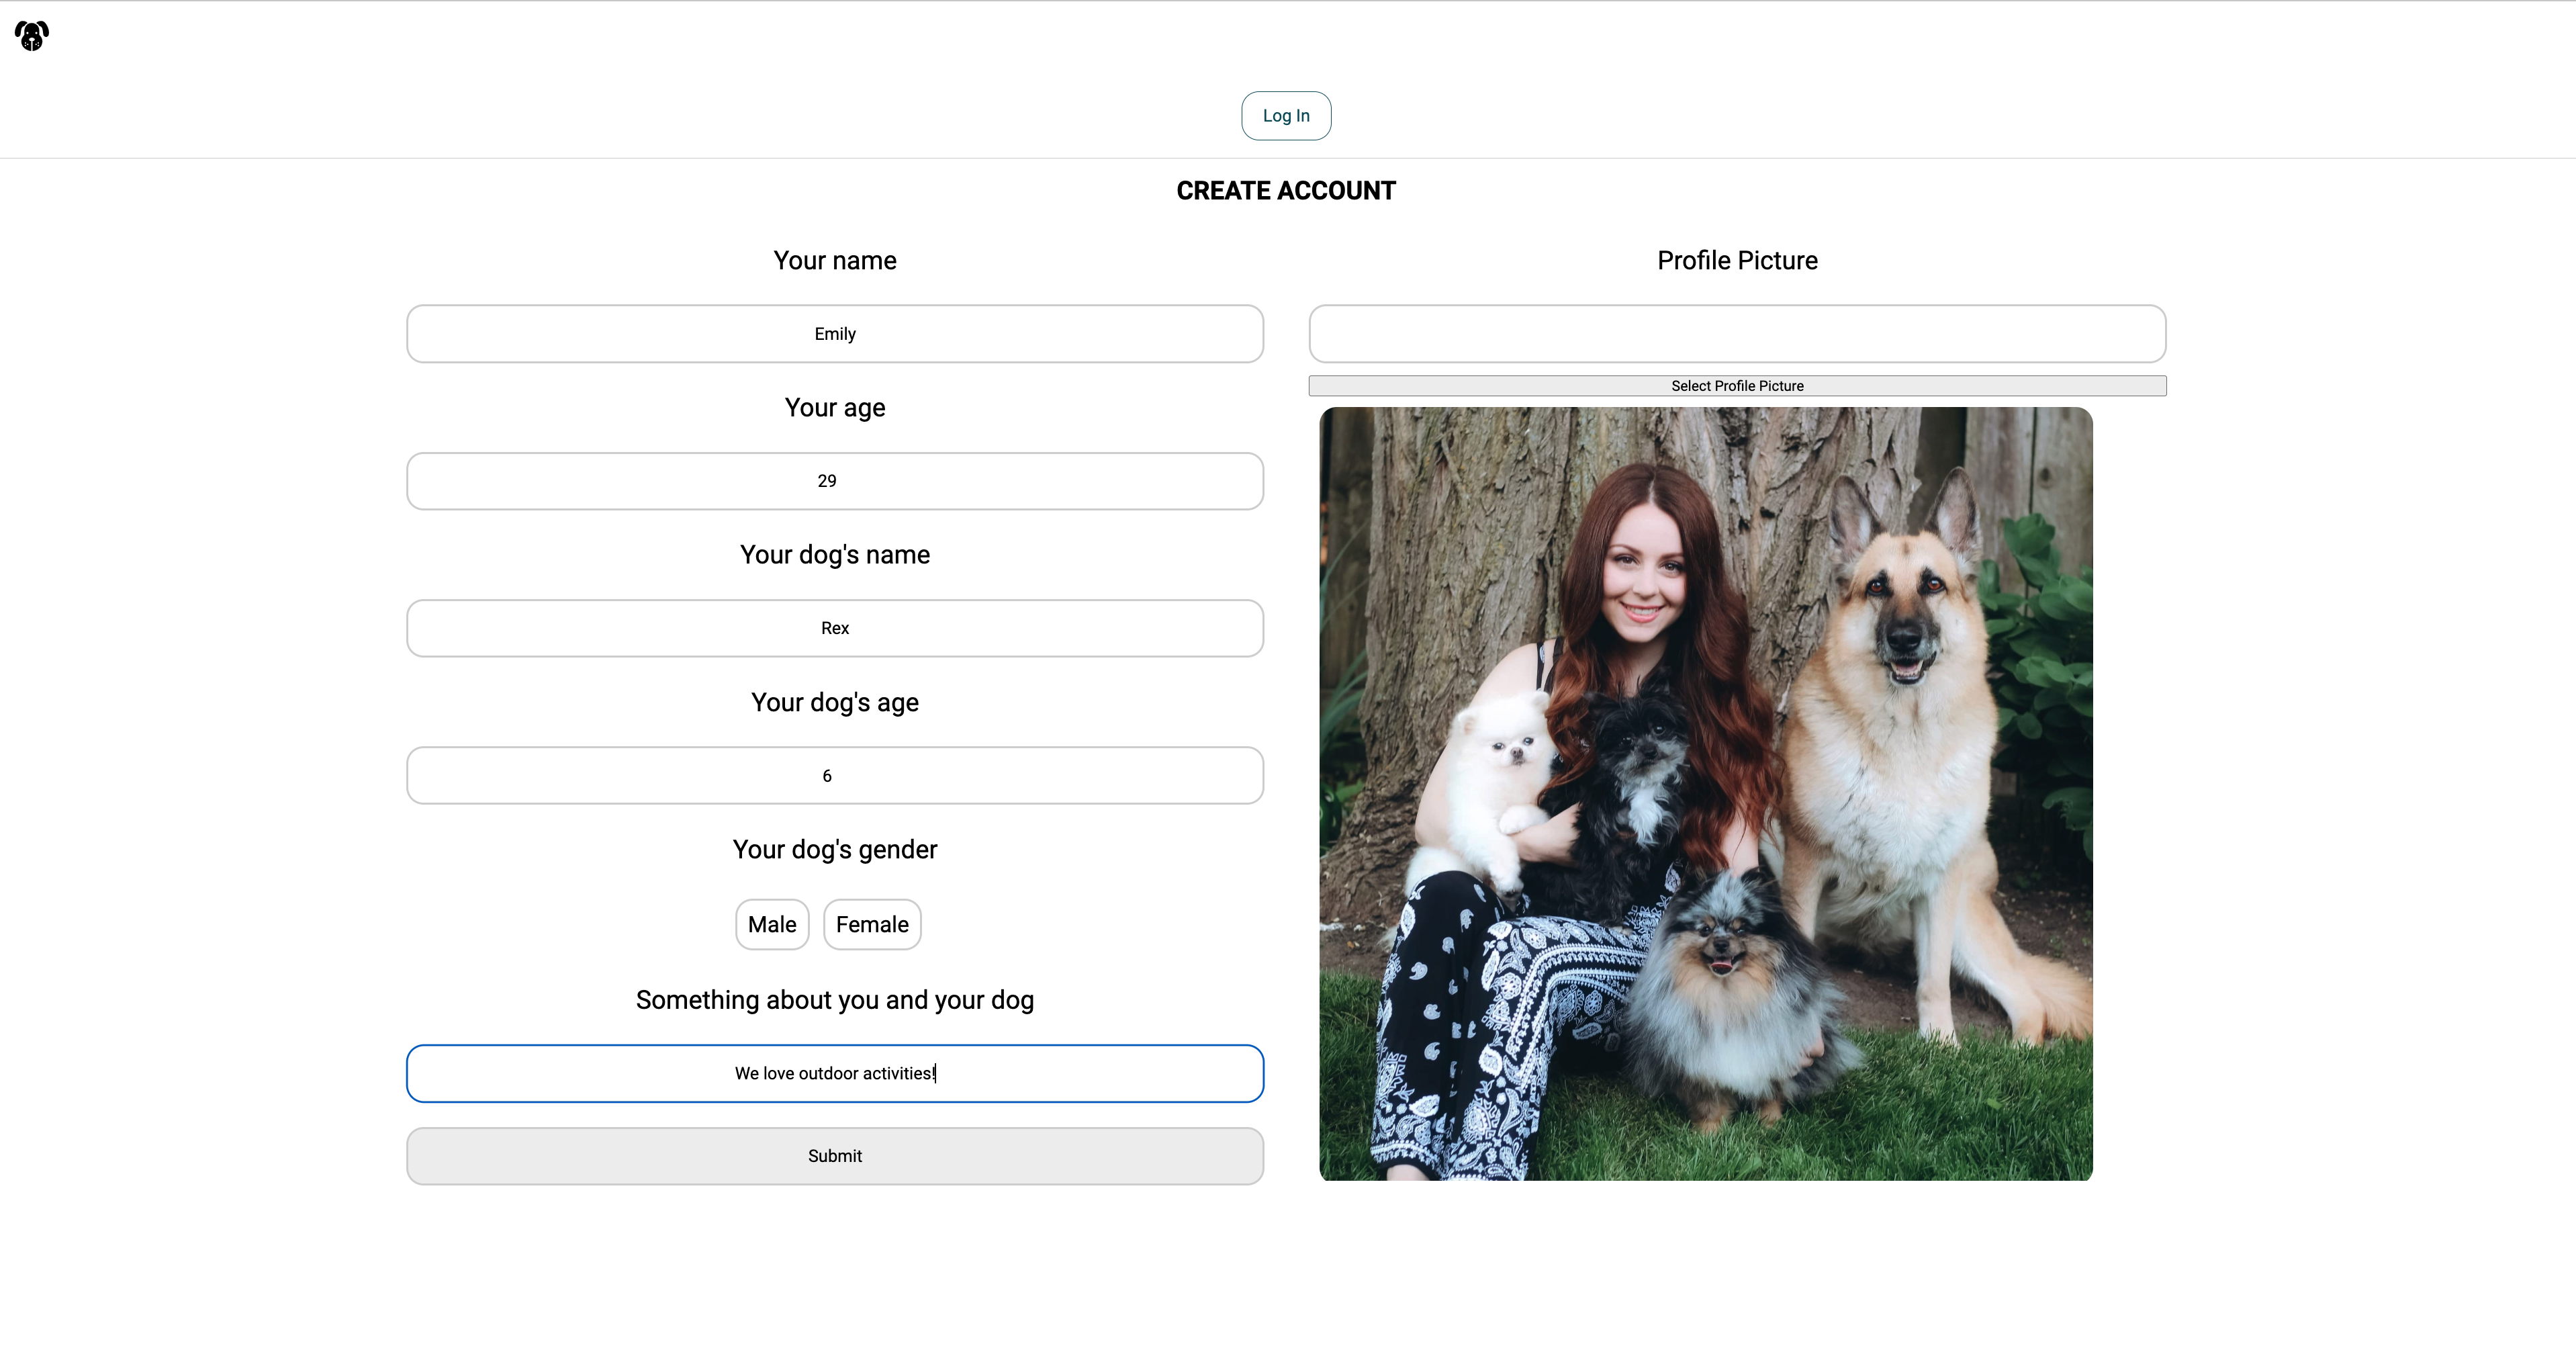 Log In
CREATE ACCOUNT
Your name
Emily
Your age
29
Your dog's name
Rex
Your dog's age
6
Your dog's gender
Male Female
Something about you and your dog
We love outdoor activities!
Submit
Profile Picture
Select Profile Picture